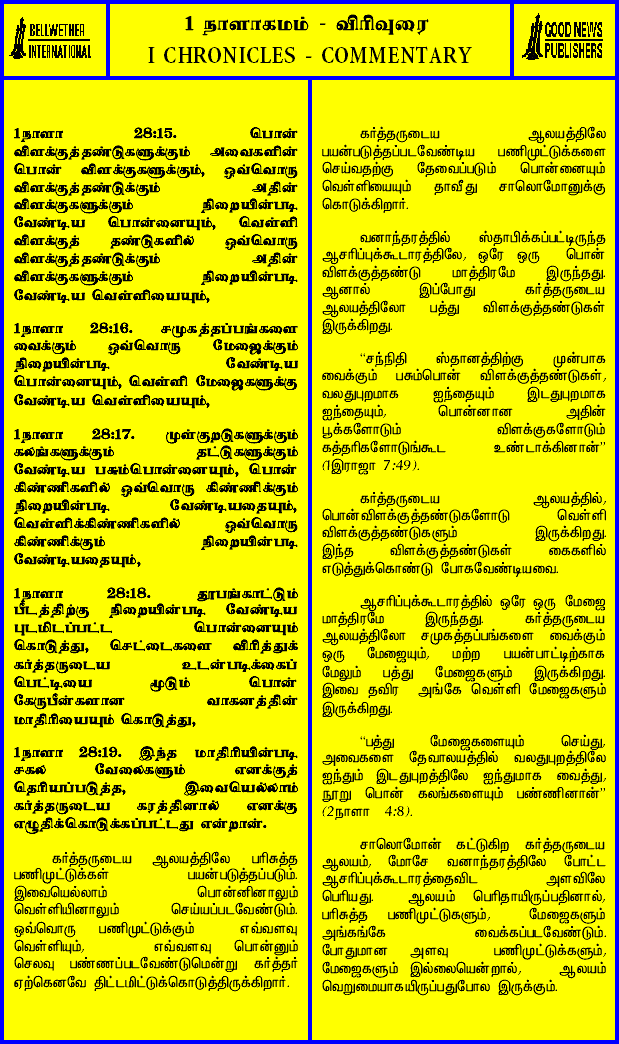 BELLWETHER
INTERNATIONAL
1 நாளாகமம் - விரிவுரை
I CHRONICLES - COMMENTARY
GOOD NEWS
PUBLISHERS
1நாளா 28:15. பொன்
விளக்குத்தண்டுகளுக்கும் அவைகளின்
பொன் விளக்குகளுக்கும், ஒவ்வொரு
விளக்குத்தண்டுக்கும் அதின்
விளக்குகளுக்கும் நிறையின்படி
வேண்டிய பொன்னையும், வெள்ளி
விளக்குத் தண்டுகளில் ஒவ்வொரு
விளக்குத்தண்டுக்கும் அதின்
விளக்குகளுக்கும் நிறையின்படி
வேண்டிய வெள்ளியையும்,
1நாளா 28:16. சமுகத்தப்பங்களை
வைக்கும் ஒவ்வொரு மேஜைக்கும்
நிறையின்படி வேண்டிய
பொன்னையும், வெள்ளி மேஜைகளுக்கு
வேண்டிய வெள்ளியையும்,
1நாளா 28:17. முள்குறடுகளுக்கும்
கலங்களுக்கும் தட்டுகளுக்கும்
வேண்டிய பசும்பொன்னையும், பொன்
கிண்ணிகளில் ஒவ்வொரு கிண்ணிக்கும்
நிறையின்படி வேண்டியதையும்,
வெள்ளிக்கிண்ணிகளில் ஒவ்வொரு
கிண்ணிக்கும் நிறையின்படி
வேண்டியதையும்,
1நாளா 28:18. தூபங்காட்டும்
பீடத்திற்கு நிறையின்படி வேண்டிய
புடமிடப்பட்ட பொன்னையும்
கொடுத்து, செட்டைகளை விரித்துக்
கர்த்தருடைய உடன்படிக்கைப்
பெட்டியை மூடும் பொன்
கேருபீன்களான வாகனத்தின்
மாதிரியையும் கொடுத்து,
1நாளா 28:19. இந்த மாதிரியின்படி
சகல வேலைகளும் எனக்குத்
தெரியப்படுத்த, இவையெல்லாம்
கர்த்தருடைய கரத்தினால் எனக்கு
எழுதிக்கொடுக்கப்பட்டது என்றான்.
கர்த்தருடைய ஆலயத்திலே பரிசுத்த
பணிமுட்டுக்கள் பயன்படுத்தப்படும்.
இவையெல்லாம் பொன்னினாலும்
வெள்ளியினாலும் செய்யப்படவேண்டும்.
ஒவ்வொரு பணிமுட்டுக்கும் எவ்வளவு
வெள்ளியும், எவ்வளவு பொன்னும்
செலவு பண்ணப்படவேண்டுமென்று கர்த்தர்
ஏற்கெனவே திட்டமிட்டுக்கொடுத்திருக்கிறார்.
கர்த்தருடைய ஆலயத்திலே
பயன்படுத்தப்படவேண்டிய பணிமுட்டுக்களை
செய்வதற்கு தேவைப்படும் பொன்னையும்
வெள்ளியையும் தாவீது சாலொமோனுக்கு
கொடுக்கிறார்.
வனாந்தரத்தில் ஸ்தாபிக்கப்பட்டிருந்த
ஆசரிப்புக்கூடாரத்திலே, ஒரே ஒரு பொன்
விளக்குத்தண்டு மாத்திரமே இருந்தது.
ஆனால் இப்போது கர்த்தருடைய
ஆலயத்திலோ பத்து விளக்குத்தண்டுகள்
இருக்கிறது.
“சந்நிதி ஸ்தானத்திற்கு முன்பாக
வைக்கும் பசும்பொன் விளக்குத்தண்டுகள்,
வலதுபுறமாக ஐந்தையும் இடதுபுறமாக
ஐந்தையும், பொன்னான அதின்
பூக்களோடும் விளக்குகளோடும்
கத்தரிகளோடுங்கூட உண்டாக்கினான்”
(1இராஜா 7:49).
கர்த்தருடைய ஆலயத்தில்,
பொன்விளக்குத்தண்டுகளோடு வெள்ளி
விளக்குத்தண்டுகளும் இருக்கிறது.
இந்த விளக்குத்தண்டுகள் கைகளில்
எடுத்துக்கொண்டு போகவேண்டியவை.
ஆசரிப்புக்கூடாரத்தில் ஒரே ஒரு மேஜை
மாத்திரமே இருந்தது. கர்த்தருடைய
ஆலயத்திலோ சமுகத்தப்பங்களை வைக்கும்
ஒரு மேஜையும், மற்ற பயன்பாட்டிற்காக
மேலும் பத்து மேஜைகளும் இருக்கிறது.
இவை தவிர அங்கே வெள்ளி மேஜைகளும்
இருக்கிறது.
“பத்து மேஜைகளையும் செய்து,
அவைகளை தேவாலயத்தில் வலதுபுறத்திலே
ஐந்தும் இடதுபுறத்திலே ஐந்துமாக வைத்து,
நூறு பொன் கலங்களையும் பண்ணினான்”
(2நாளா 4:8).
சாலொமோன் கட்டுகிற கர்த்தருடைய
ஆலயம், மோசே வனாந்தரத்திலே போட்ட
ஆசரிப்புக்கூடாரத்தைவிட அளவிலே
பெரியது. ஆலயம் பெரிதாயிருப்பதினால்,
பரிசுத்த பணிமுட்டுகளும், மேஜைகளும்
அங்கங்கே வைக்கப்படவேண்டும்.
போதுமான அளவு பணிமுட்டுக்களும்,
மேஜைகளும் இல்லையென்றால், ஆலயம்
வெறுமையாகயிருப்பதுபோல இருக்கும்.